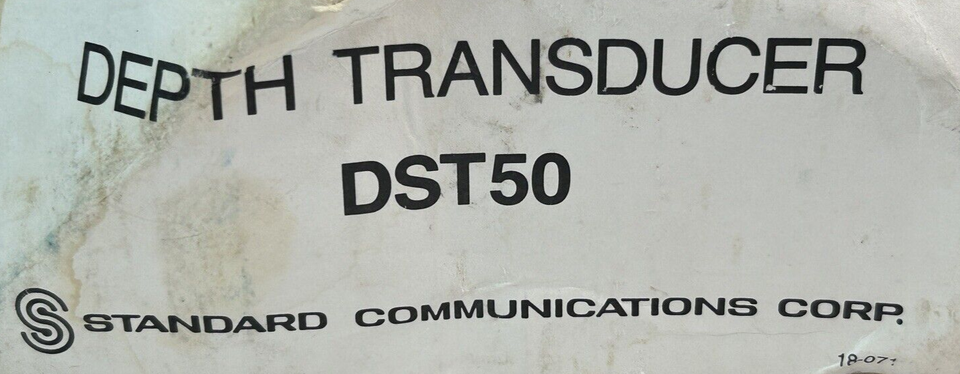 DEPTH TRANSDUCER
DST50
STANDARD COMMUNICATIONS CORP.